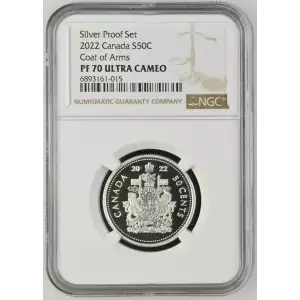 Silver Proof Set
2022 Canada S50C
Coat of Arms
PF 70 ULTRA CAMEO
6893161-015
NUMISMATIC GUARANTY COMPANY
NGC
20 22
CANADA
50 CENTS